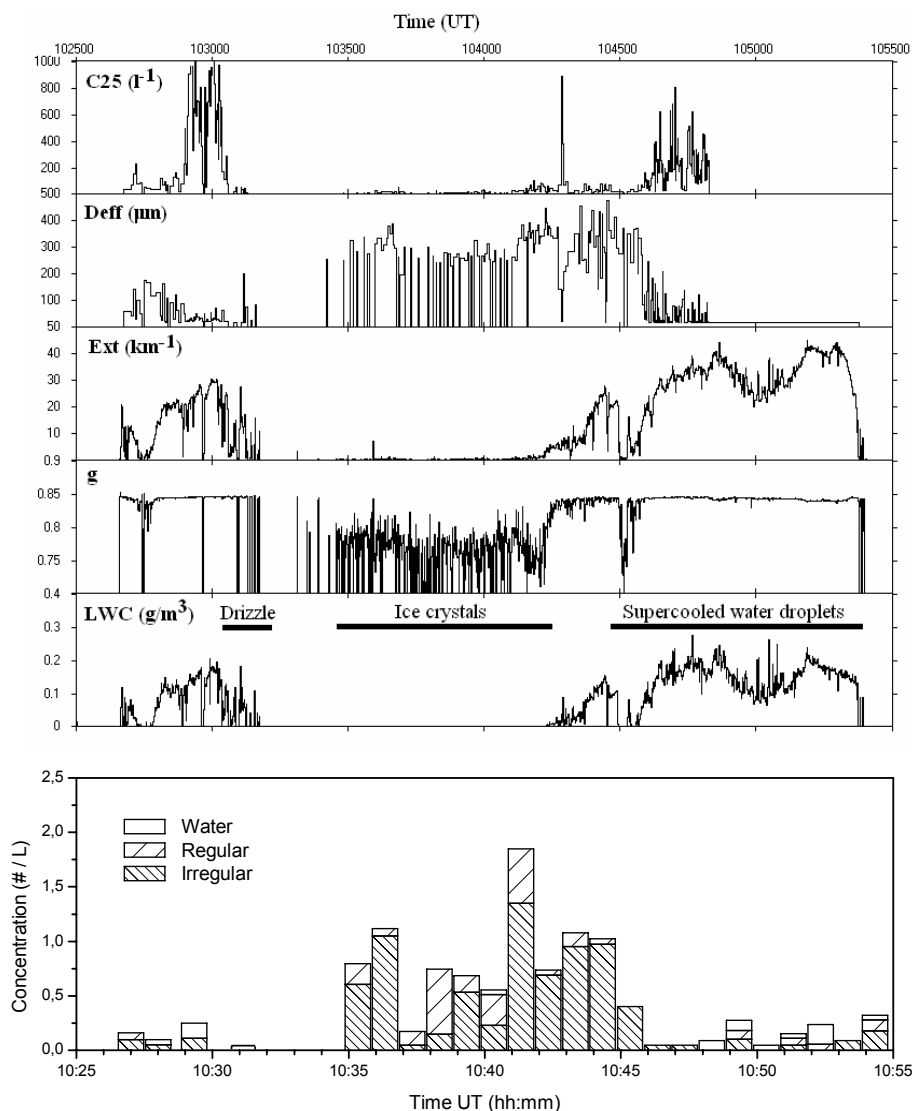 Time (UT)
102500 103000 103500 104000 104500 105000 105500
1000
C25 (l⁻¹)
800
600
400
200
500
Deff (µm)
400
300
200
100
50
Ext (km⁻¹)
40
30
20
10
0.9
g
0.85
0.8
0.75
0.4
LWC (g/m³) Drizzle Ice crystals Supercooled water droplets
0.3
0.2
0.1
0
2,5
2,0
1,5
1,0
0,5
0,0
Concentration (# / L)
Water
Regular
Irregular
10:25 10:30 10:35 10:40 10:45 10:50 10:55
Time UT (hh:mm)